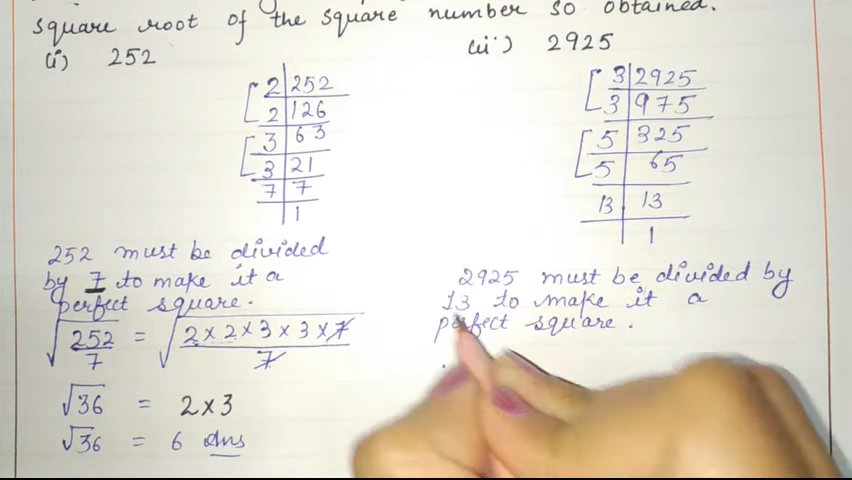 square root of the square number so obtained.
(i) 252
(ii) 2925
2 252
2 126
3 63
3 21
7 7
1
3 2925
3 975
5 325
5 65
13 13
1
252 must be divided
by 7 to make it a
perfect square.
√252/7 = √2×2×3×3×7/7
√36 = 2×3
√36 = 6 Ans
2925 must be divided by
13 to make it a
perfect square.